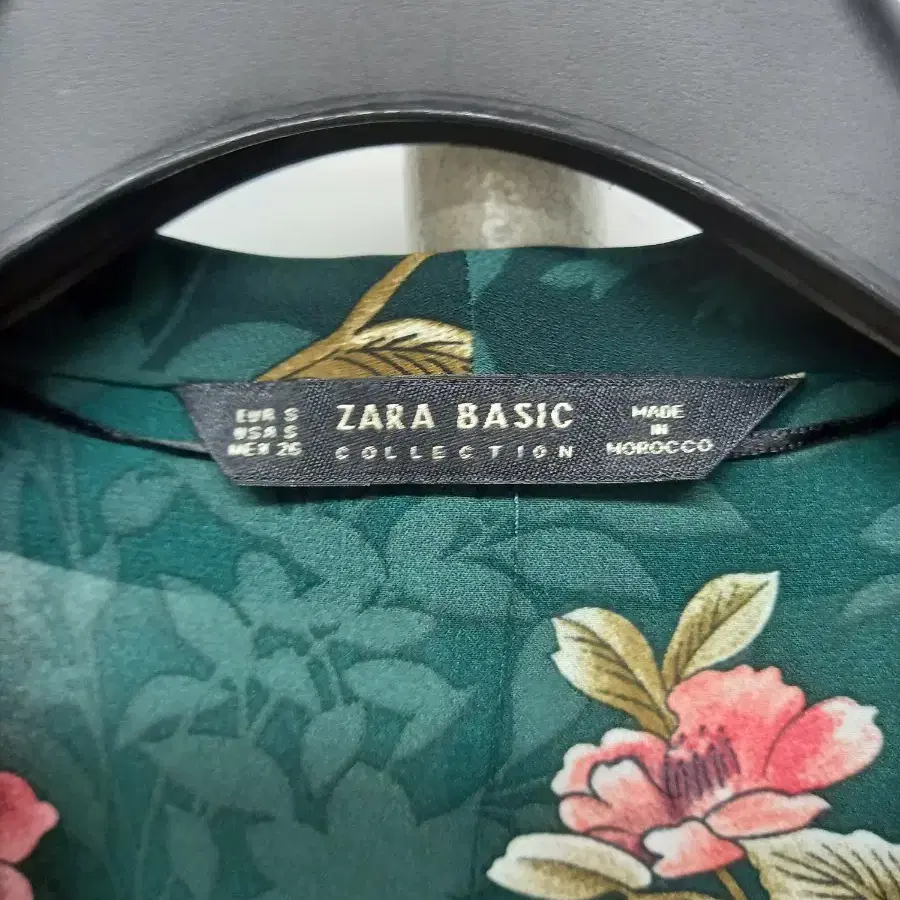 EUR S
USA S
MEX 26
ZARA BASIC
COLLECTION
MADE
IN
MOROCCO